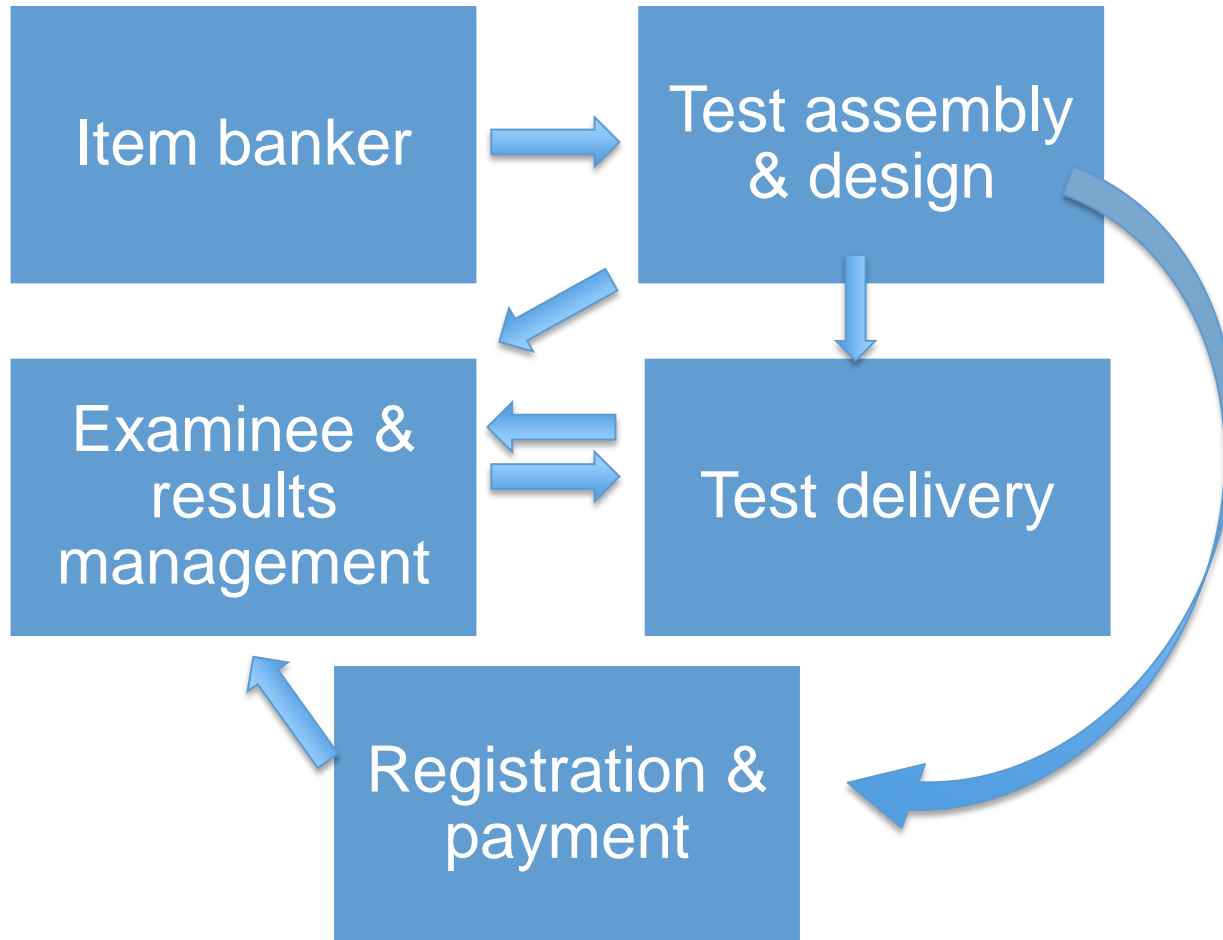 Item banker
Test assembly
& design
Examinee &
results
management
Test delivery
Registration &
payment